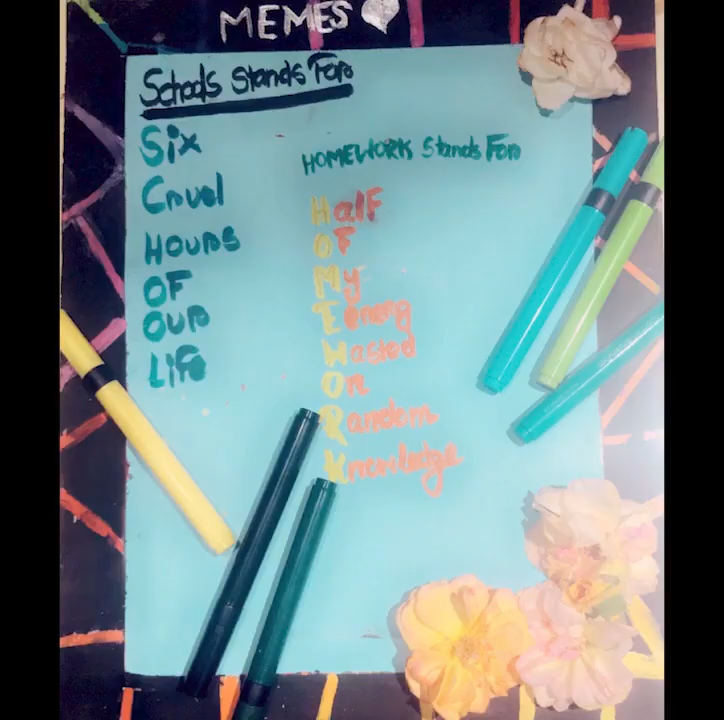 MEMES
Schools Stands For
Six
Cruel
HOURS
OF
OUR
LiFe
HOMEWORK Stands For
HalF
OF
My
Eenerg
Wasted
On
Random
Knowledge